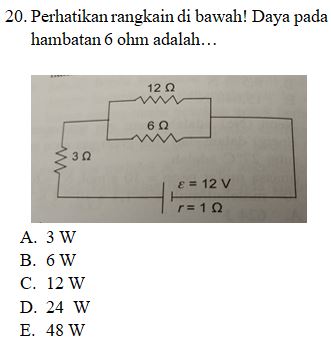 20. Perhatikan rangkain di bawah! Daya pada
hambatan 6 ohm adalah…
12 Ω
6 Ω
3 Ω
ε = 12 V
r = 1 Ω
A. 3 W
B. 6 W
C. 12 W
D. 24 W
E. 48 W